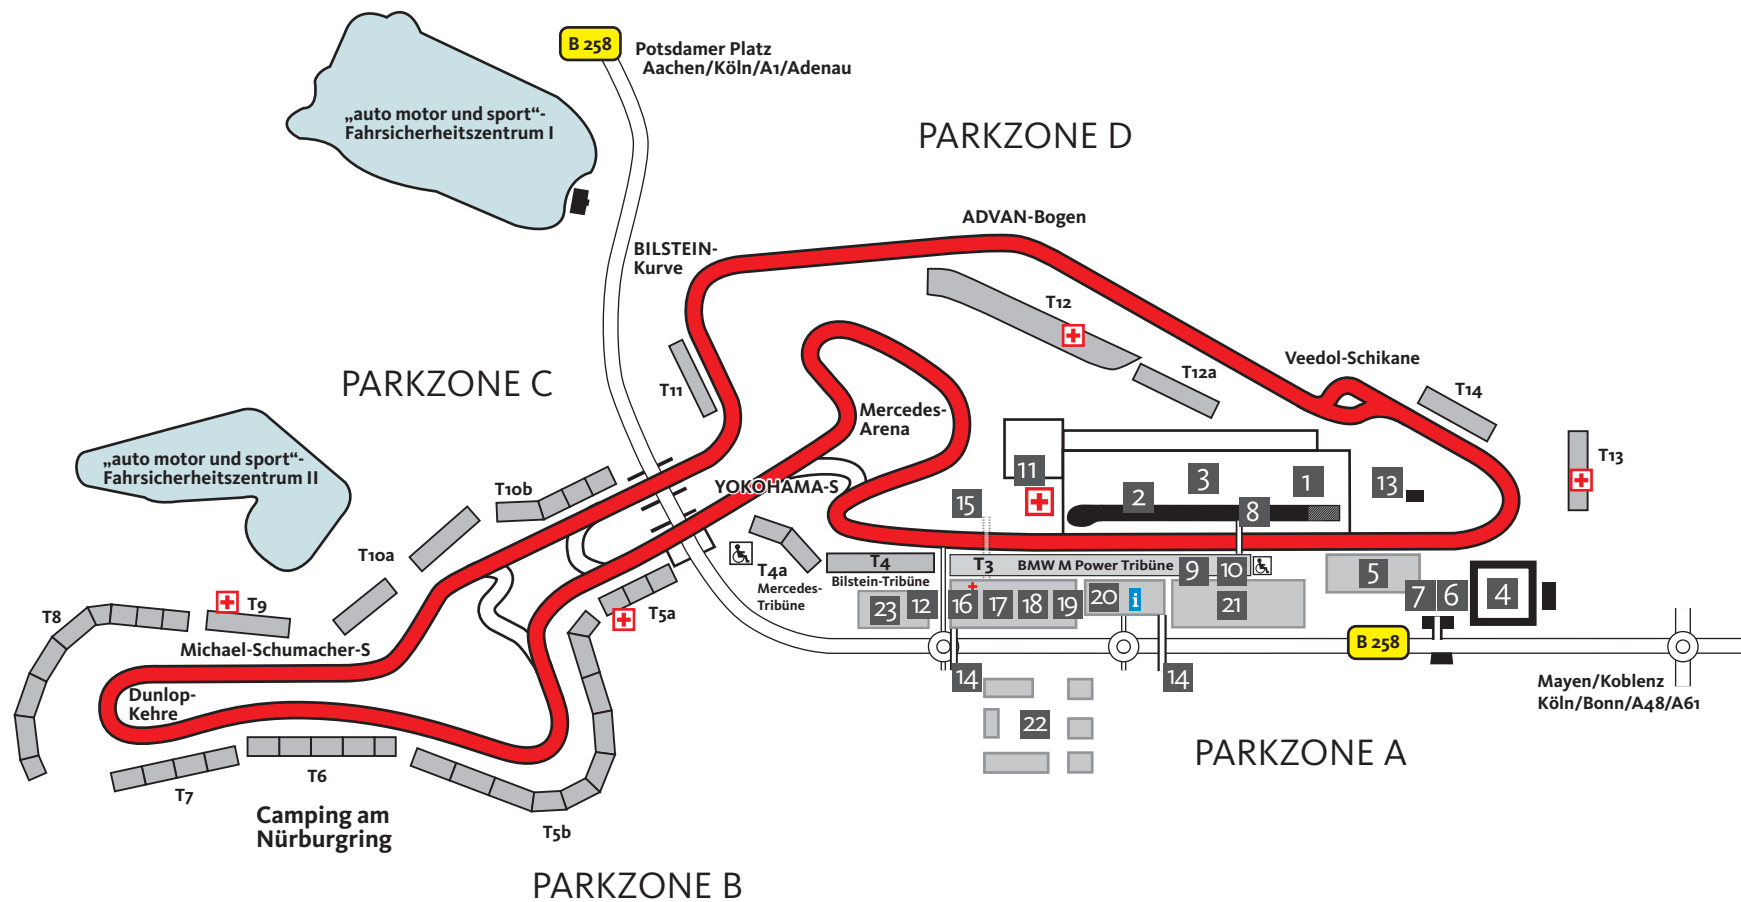 B 258
Potsdamer Platz
Aachen/Köln/A1/Adenau
„auto motor und sport“-
Fahrsicherheitszentrum I
PARKZONE D
ADVAN-Bogen
BILSTEIN-
Kurve
T12
Veedol-Schikane
T12a
T14
PARKZONE C
T11
Mercedes-
Arena
„auto motor und sport“-
Fahrsicherheitszentrum II
T10b
YOKOHAMA-S
T13
11
3
1
13
2
15
8
T10a
T4a
Mercedes-
Tribüne
T4
Bilstein-Tribüne
T3
BMW M Power Tribüne
9
10
5
7
6
4
23
12
16
17
18
19
20
i
21
T9
T8
T5a
Michael-Schumacher-S
B 258
14
14
Mayen/Koblenz
Köln/Bonn/A48/A61
Dunlop-
Kehre
22
PARKZONE A
T6
T7
Camping am
Nürburgring
T5b
PARKZONE B